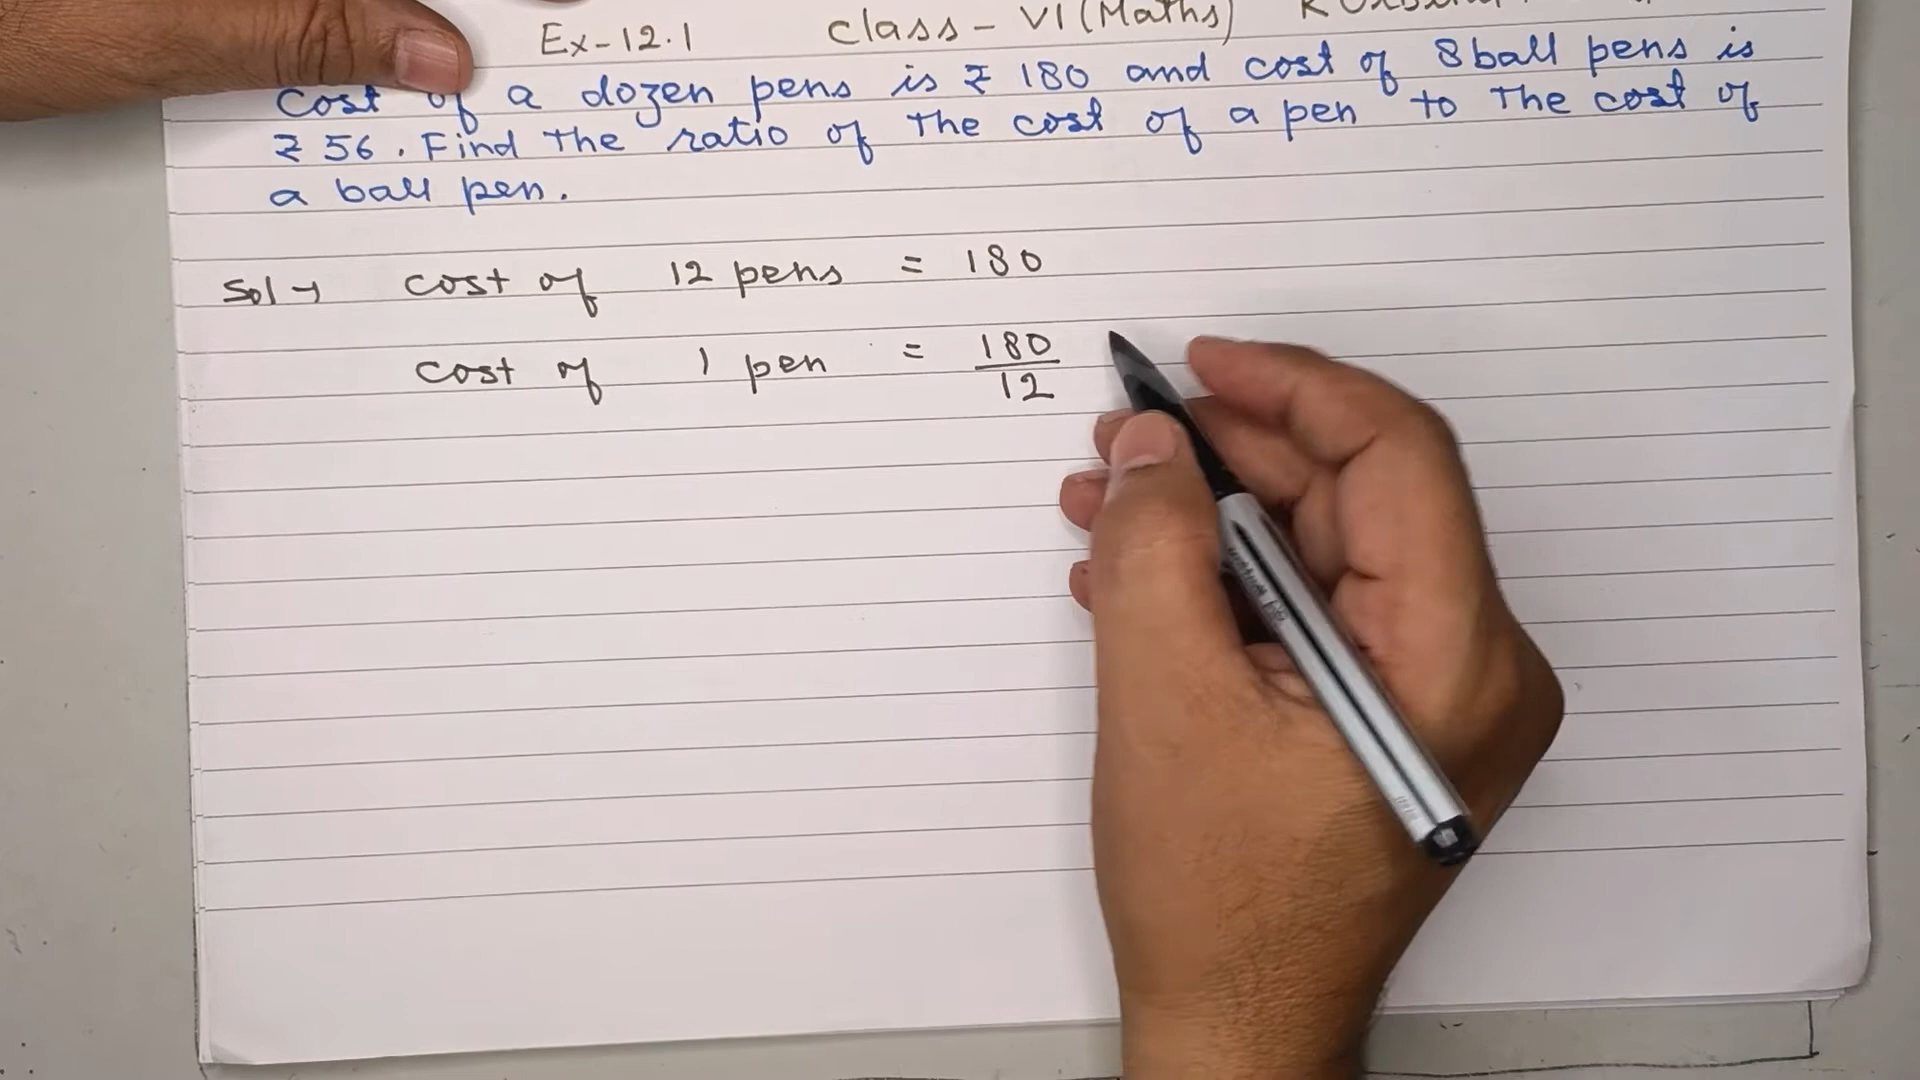 Ex-12.1 class- VI (Maths)
Cost of a dozen pens is ₹ 180 and cost of 8 ball pens is
₹ 56. Find the ratio of the cost of a pen to the cost of
a ball pen.
Sol→ cost of 12 pens = 180
cost of 1 pen = 180
12